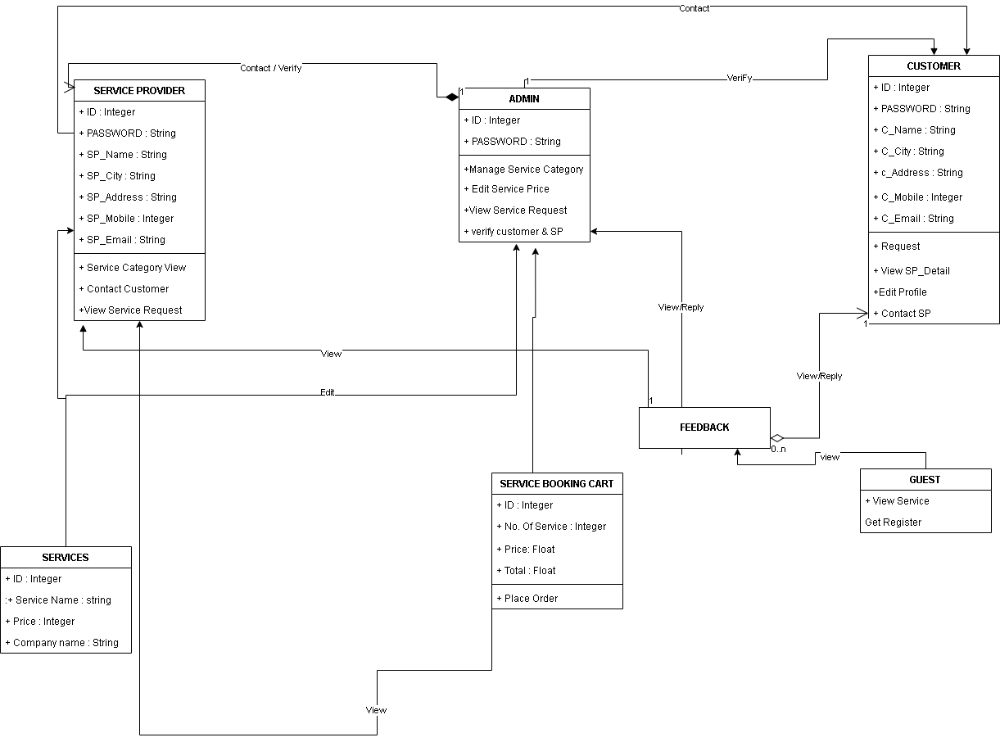 Contact
Contact / Verify
VeriFy
1
1
SERVICE PROVIDER
+ ID : Integer
+ PASSWORD : String
+ SP_Name : String
+ SP_City : String
+ SP_Address : String
+ SP_Mobile : Integer
+ SP_Email : String
+ Service Category View
+ Contact Customer
+View Service Request
ADMIN
+ ID : Integer
+ PASSWORD : String
+Manage Service Category
+ Edit Service Price
+View Service Request
+ verify customer & SP
CUSTOMER
+ ID : Integer
+ PASSWORD : String
+ C_Name : String
+ C_City : String
+ c_Address : String
+ C_Mobile : Integer
+ C_Email : String
+ Request
+ View SP_Detail
+Edit Profile
+ Contact SP
1
View/Reply
View
View/Reply
Edit
1
FEEDBACK
0..n
view
GUEST
+ View Service
Get Register
SERVICE BOOKING CART
+ ID : Integer
+ No. Of Service : Integer
+ Price: Float
+ Total : Float
+ Place Order
SERVICES
+ ID : Integer
:+ Service Name : string
+ Price : Integer
+ Company name : String
View